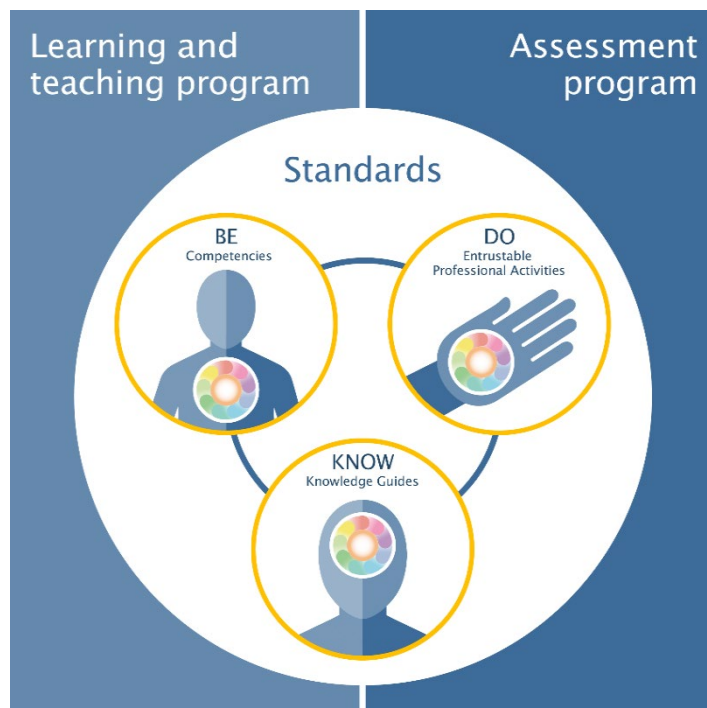 Learning and
teaching program
Assessment
program
Standards
BE
Competencies
DO
Entrustable
Professional Activities
KNOW
Knowledge Guides